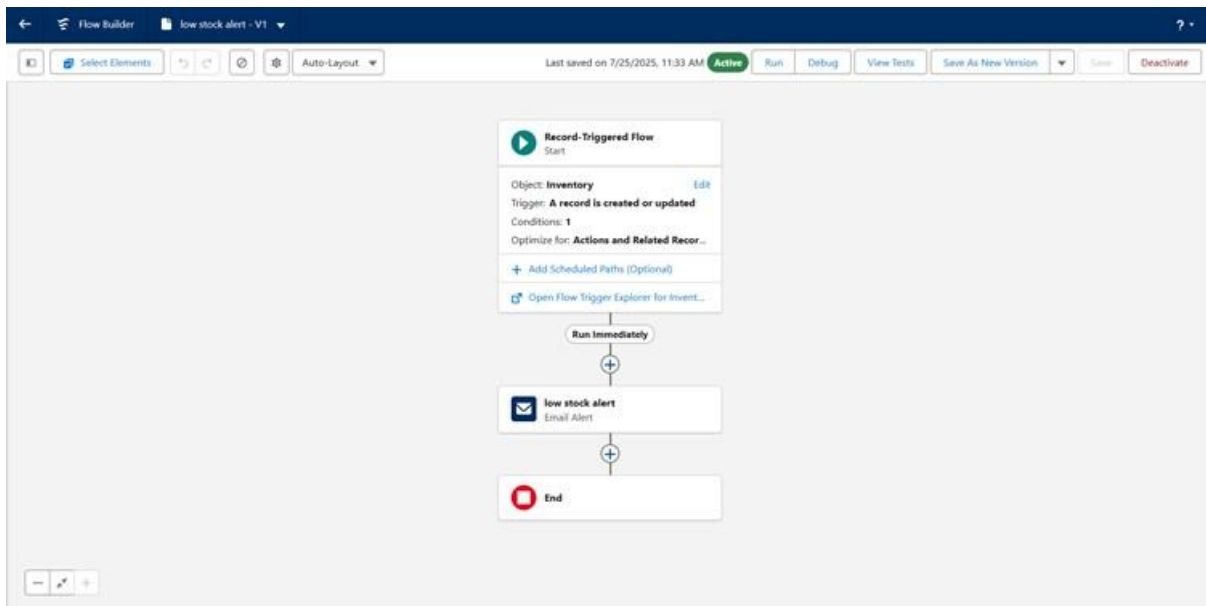 Flow Builder low stock alert - V1 ?
Select Elements Auto-Layout Last saved on 7/25/2025, 11:33 AM Active Run Debug View Tests Save As New Version Save Deactivate
Record-Triggered Flow
Start
Object: Inventory Edit
Trigger: A record is created or updated
Conditions: 1
Optimize for: Actions and Related Recor...
+ Add Scheduled Paths (Optional)
Open Flow Trigger Explorer for Invent...
Run Immediately
low stock alert
Email Alert
End